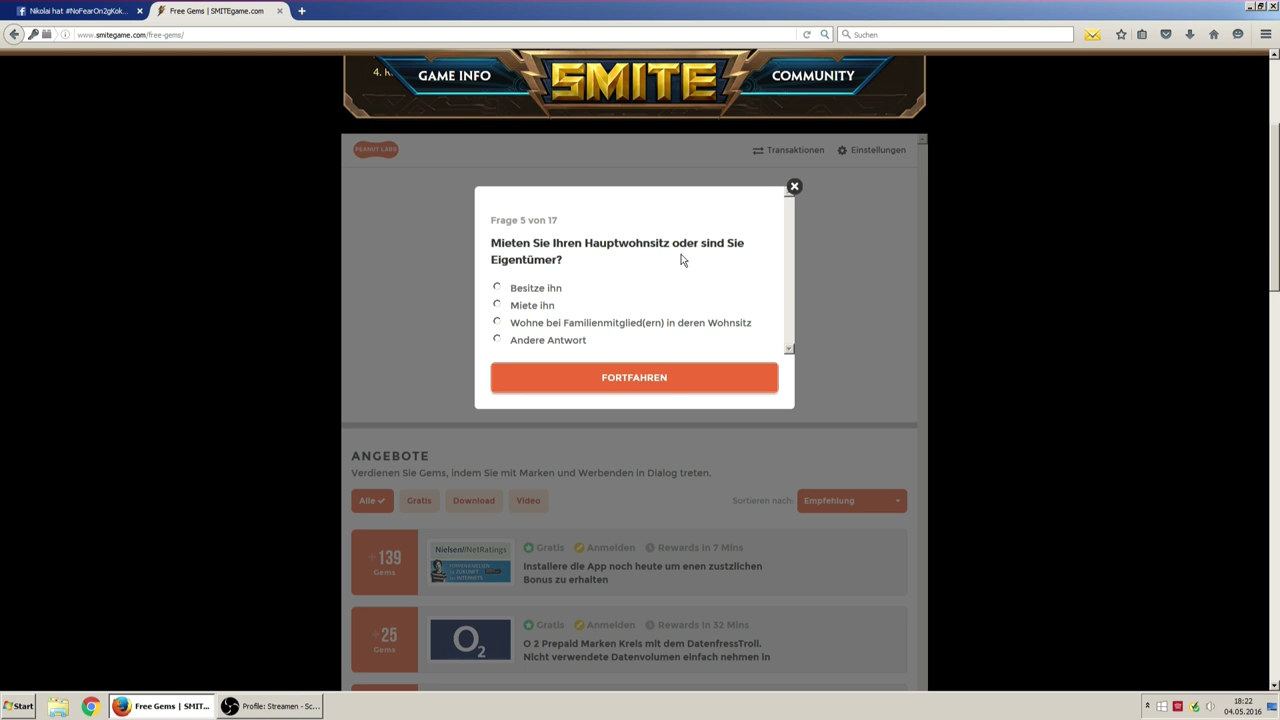 Nikolai hat #NoFearOn2gKok...
Free Gems | SMITEgame.com
www.smitegame.com/free-gems/
Suchen
GAME INFO
SMITE
COMMUNITY
PEANUT LABS
Transaktionen
Einstellungen
Frage 5 von 17
Mieten Sie Ihren Hauptwohnsitz oder sind Sie
Eigentümer?
Besitze ihn
Miete ihn
Wohne bei Familienmitglied(ern) in deren Wohnsitz
Andere Antwort
FORTFAHREN
ANGEBOTE
Verdienen Sie Gems, indem Sie mit Marken und Werbenden in Dialog treten.
Alle
Gratis
Download
Video
Sortieren nach:
Empfehlung
+139
Gems
Nielsen//NetRatings
Gratis
Anmelden
Rewards in 7 Mins
Installiere die App noch heute um enen zustzlichen
Bonus zu erhalten
+25
Gems
O2
Gratis
Anmelden
Rewards in 32 Mins
O 2 Prepaid Marken Kreis mit dem DatenfressTroll.
Nicht verwendete Datenvolumen einfach nehmen in
Start
Free Gems | SMIT...
Profile: Streamen - Sc...
18:22
04.05.2016